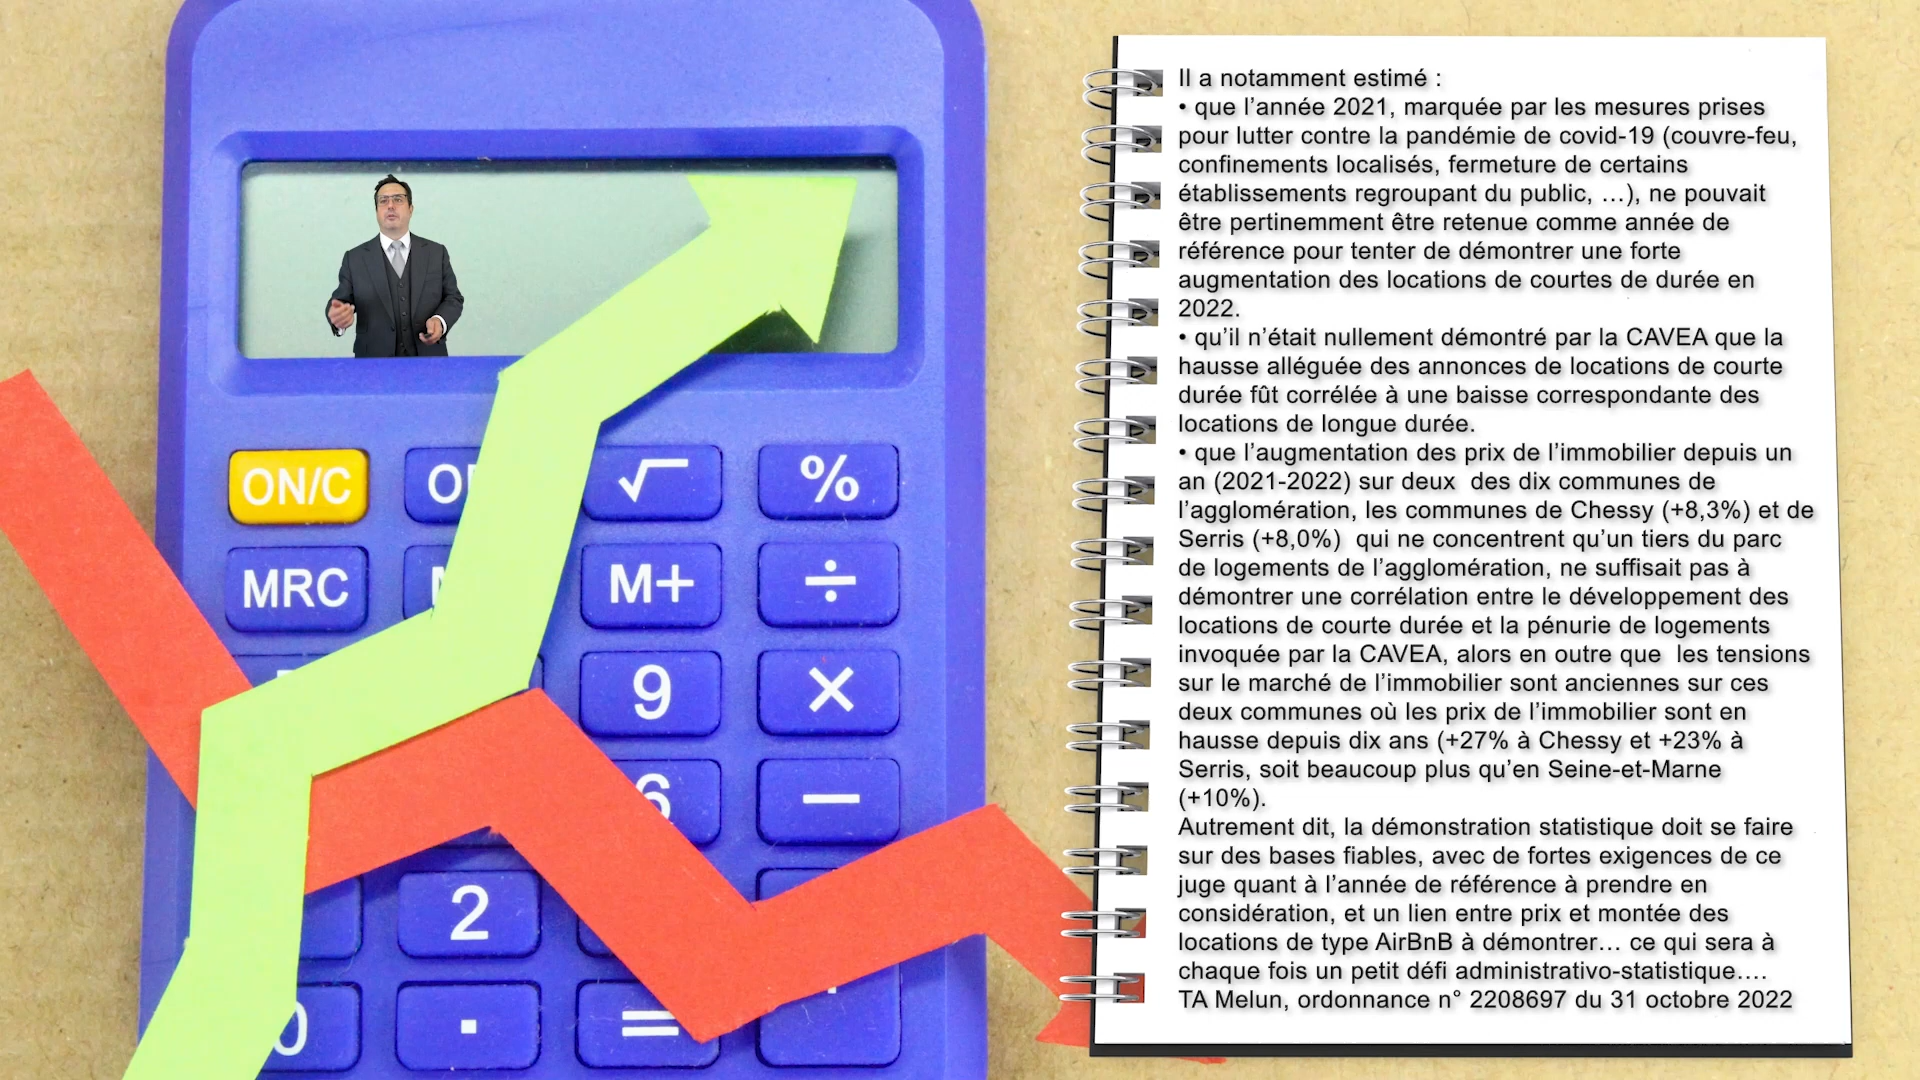 Il a notamment estimé :
• que l’année 2021, marquée par les mesures prises
pour lutter contre la pandémie de covid-19 (couvre-feu,
confinements localisés, fermeture de certains
établissements regroupant du public, …), ne pouvait
être pertinemment être retenue comme année de
référence pour tenter de démontrer une forte
augmentation des locations de courtes de durée en
2022.
• qu’il n’était nullement démontré par la CAVEA que la
hausse alléguée des annonces de locations de courte
durée fût corrélée à une baisse correspondante des
locations de longue durée.
• que l’augmentation des prix de l’immobilier depuis un
an (2021-2022) sur deux  des dix communes de
l’agglomération, les communes de Chessy (+8,3%) et de
Serris (+8,0%)  qui ne concentrent qu’un tiers du parc
de logements de l’agglomération, ne suffisait pas à
démontrer une corrélation entre le développement des
locations de courte durée et la pénurie de logements
invoquée par la CAVEA, alors en outre que  les tensions
sur le marché de l’immobilier sont anciennes sur ces
deux communes où les prix de l’immobilier sont en
hausse depuis dix ans (+27% à Chessy et +23% à
Serris, soit beaucoup plus qu’en Seine-et-Marne
(+10%).
Autrement dit, la démonstration statistique doit se faire
sur des bases fiables, avec de fortes exigences de ce
juge quant à l’année de référence à prendre en
considération, et un lien entre prix et montée des
locations de type AirBnB à démontrer… ce qui sera à
chaque fois un petit défi administrativo-statistique….
TA Melun, ordonnance n° 2208697 du 31 octobre 2022
ON/C
√
%
MRC
M+
÷
9
×
6
−
2
0
.
=